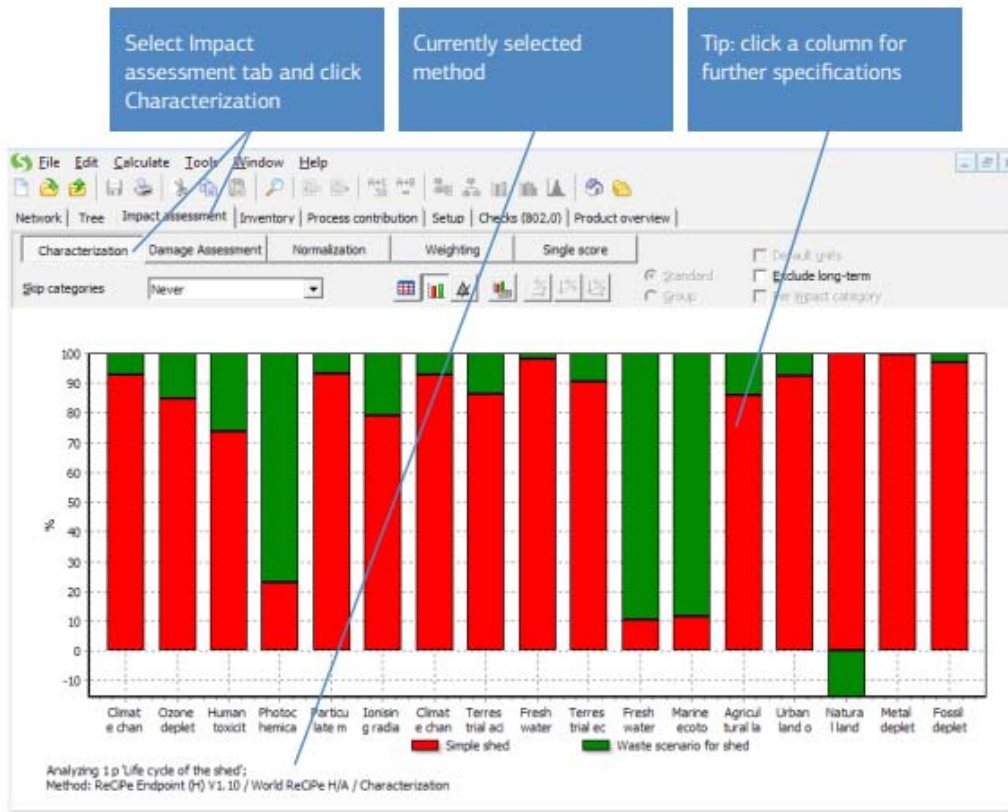 Select Impact
assessment tab and click
Characterization
Currently selected
method
Tip: click a column for
further specifications
File Edit Calculate Tools Window Help
Network Tree Impact assessment Inventory Process contribution Setup Checks (802,0) Product overview
Characterization Damage Assessment Normalization Weighting Single score
Default units
Skip categories Never Standard Exclude long-term
Group Per impact category
100
90
80
70
60
50
40
30
20
10
0
-10
%
Climat Ozone Human Photoc Particu Ionisin Climat Terres Fresh Terres Fresh Marine Agricul Urban Natura Metal Fossil
e chan deplet toxicit hemica late m g radia e chan trial aci water trial ec water ecoto tural la land o l land deplet deplet
Simple shed Waste scenario for shed
Analyzing 1 p 'Life cycle of the shed';
Method: ReCiPe Endpoint (H) V1.10 / World ReCiPe H/A / Characterization